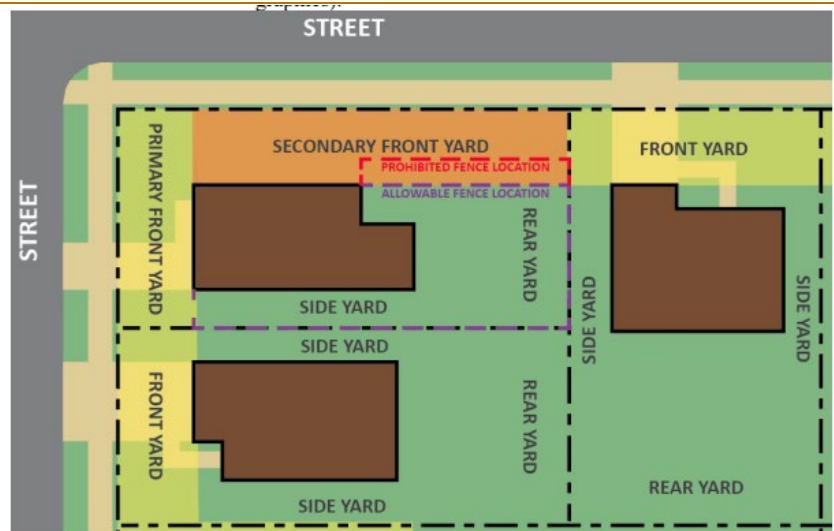 graphics).
STREET
STREET
PRIMARY FRONT YARD
SECONDARY FRONT YARD
PROHIBITED FENCE LOCATION
ALLOWABLE FENCE LOCATION
FRONT YARD
REAR YARD
SIDE YARD
SIDE YARD
SIDE YARD
SIDE YARD
FRONT YARD
REAR YARD
REAR YARD
SIDE YARD